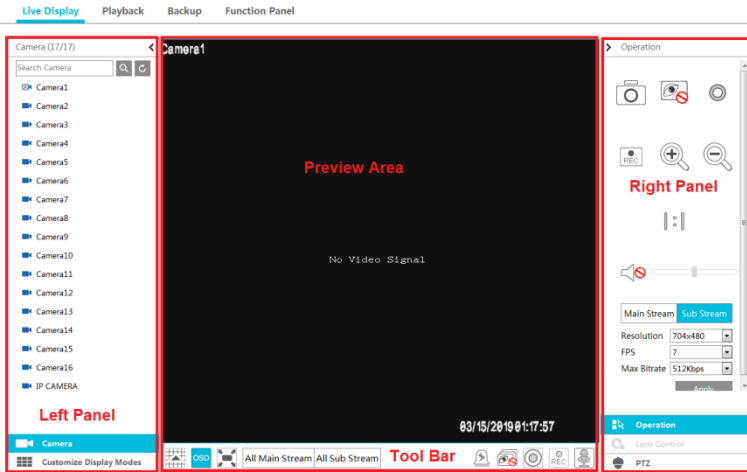 Live Display Playback Backup Function Panel
Camera (17/17)
Search Camera
Camera1
Camera2
Camera3
Camera4
Camera5
Camera6
Camera7
Camera8
Camera9
Camera10
Camera11
Camera12
Camera13
Camera14
Camera15
Camera16
IP CAMERA
Left Panel
Camera
Customize Display Modes
Camera1
Preview Area
No Video Signal
03/15/2019 01:17:57
OSD All Main Stream All Sub Stream Tool Bar REC
Operation
REC
Right Panel
1:1
Main Stream Sub Stream
Resolution 704x480
FPS 7
Max Bitrate 512Kbps
Apply
Operation
Lens Control
PTZ